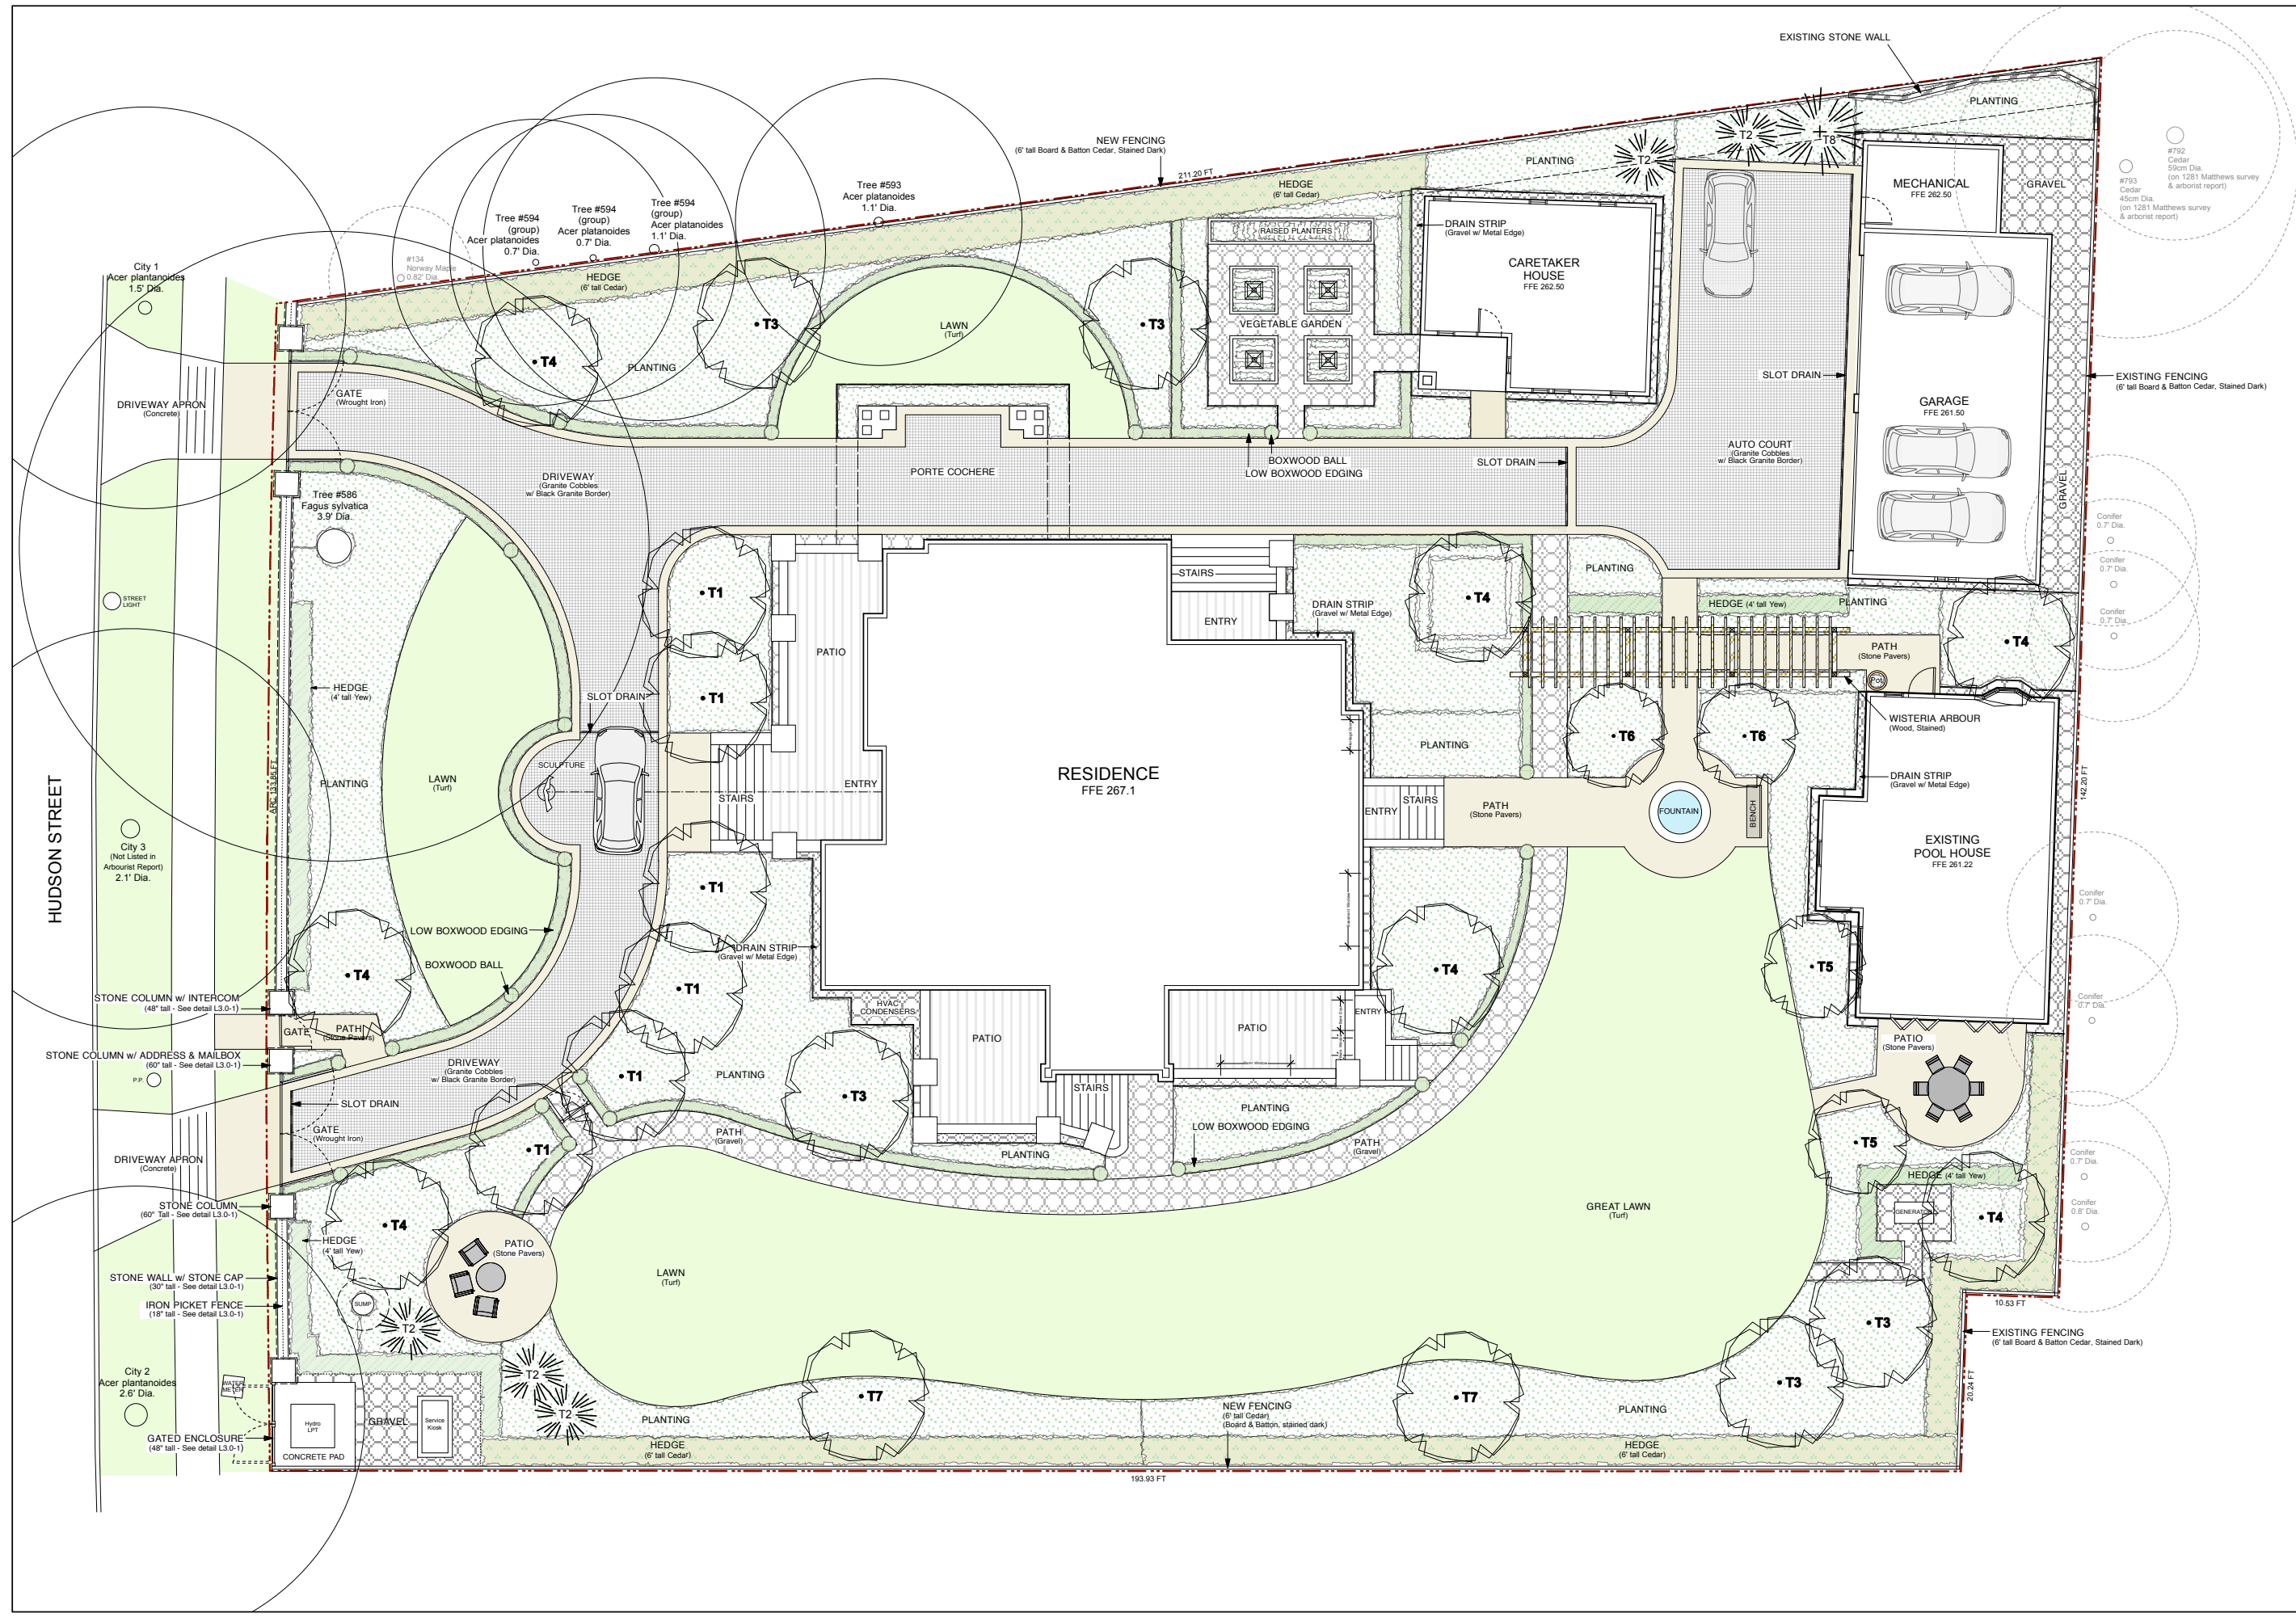 EXISTING STONE WALL
PLANTING
T2
T8
T2
NEW FENCING
(6' tall Board & Batton Cedar, Stained Dark)
211.20 FT
HEDGE
(6' tall Cedar)
PLANTING
#792
Cedar
59cm Dia.
(on 1281 Matthews survey
& arborist report)
#793
Cedar
45cm Dia.
(on 1281 Matthews survey
& arborist report)
MECHANICAL
FFE 262.50
GRAVEL
Tree #593
Acer platanoides
1.1' Dia.
Tree #594
(group)
Acer platanoides
1.1' Dia.
Tree #594
(group)
Acer platanoides
0.7' Dia.
Tree #594
(group)
Acer platanoides
0.7' Dia.
#134
Norway Maple
0.82' Dia.
City 1
Acer plantanoides
1.5' Dia.
HEDGE
(6' tall Cedar)
RAISED PLANTERS
DRAIN STRIP
(Gravel w/ Metal Edge)
CARETAKER
HOUSE
FFE 262.50
T3
LAWN
(Turf)
T3
VEGETABLE GARDEN
T4
PLANTING
SLOT DRAIN
EXISTING FENCING
(6' tall Board & Batton Cedar, Stained Dark)
GARAGE
FFE 261.50
GATE
(Wrought Iron)
DRIVEWAY APRON
(Concrete)
AUTO COURT
(Granite Cobbles
w/ Black Granite Border)
BOXWOOD BALL
LOW BOXWOOD EDGING
SLOT DRAIN
PORTE COCHERE
DRIVEWAY
(Granite Cobbles
w/ Black Granite Border)
GRAVEL
Tree #586
Fagus sylvatica
3.9' Dia.
Conifer
0.7' Dia.
Conifer
0.7' Dia.
Conifer
0.7' Dia.
STREET
LIGHT
T1
STAIRS
ENTRY
DRAIN STRIP
(Gravel w/ Metal Edge)
T4
PLANTING
HEDGE (4' tall Yew)
PLANTING
T4
PATH
(Stone Pavers)
Pot
PATIO
HEDGE
(4' tall Yew)
SLOT DRAIN
T1
WISTERIA ARBOUR
(Wood, Stained)
T6
T6
PLANTING
SCULPTURE
ARC 133.85 FT
PLANTING
LAWN
(Turf)
ENTRY
STAIRS
RESIDENCE
FFE 267.1
ENTRY
STAIRS
PATH
(Stone Pavers)
FOUNTAIN
BENCH
DRAIN STRIP
(Gravel w/ Metal Edge)
142.20 FT
EXISTING
POOL HOUSE
FFE 261.22
HUDSON STREET
City 3
(Not Listed in
Arbourist Report)
2.1' Dia.
T1
Conifer
0.7' Dia.
LOW BOXWOOD EDGING
BOXWOOD BALL
DRAIN STRIP
(Gravel w/ Metal Edge)
T4
T4
T5
T1
STONE COLUMN w/ INTERCOM
(48" tall - See detail L3.0-1)
HVAC
CONDENSERS
ENTRY
Conifer
0.7' Dia.
GATE
PATH
(Stone Pavers)
PATIO
PATIO
PATIO
(Stone Pavers)
STONE COLUMN w/ ADDRESS & MAILBOX
(60" tall - See detail L3.0-1)
P.P.
DRIVEWAY
(Granite Cobbles
w/ Black Granite Border)
T1
PLANTING
T3
STAIRS
SLOT DRAIN
GATE
(Wrought Iron)
PLANTING
LOW BOXWOOD EDGING
PATH
(Gravel)
PATH
(Gravel)
T1
PLANTING
T5
DRIVEWAY APRON
(Concrete)
Conifer
0.7' Dia.
HEDGE (4' tall Yew)
STONE COLUMN
(60" Tall - See detail L3.0-1)
T4
GREAT LAWN
(Turf)
GENERATOR
T4
Conifer
0.8' Dia.
HEDGE
(4' tall Yew)
PATIO
(Stone Pavers)
LAWN
(Turf)
STONE WALL w/ STONE CAP
(30" tall - See detail L3.0-1)
IRON PICKET FENCE
(18" tall - See detail L3.0-1)
SUMP
T2
10.53 FT
T3
EXISTING FENCING
(6' tall Board & Batton Cedar, Stained Dark)
City 2
Acer plantanoides
2.6' Dia.
WATER
METER
T2
T2
T7
T7
T3
20.24 FT
Hydro
LPT
GRAVEL
Service
Kiosk
PLANTING
NEW FENCING
(6' tall Cedar)
(Board & Batton, stained dark)
PLANTING
GATED ENCLOSURE
(48" tall - See detail L3.0-1)
CONCRETE PAD
HEDGE
(6' tall Cedar)
HEDGE
(6' tall Cedar)
193.93 FT